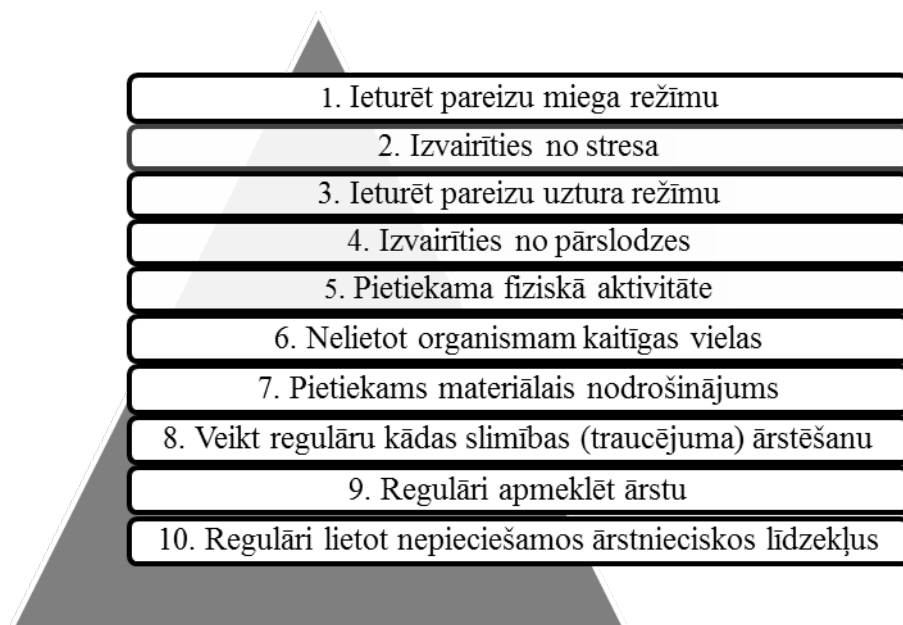 1. Ieturēt pareizu miega režīmu
2. Izvairīties no stresa
3. Ieturēt pareizu uztura režīmu
4. Izvairīties no pārslodzes
5. Pietiekama fiziskā aktivitāte
6. Nelietot organismam kaitīgas vielas
7. Pietiekams materiālais nodrošinājums
8. Veikt regulāru kādas slimības (traucējuma) ārstēšanu
9. Regulāri apmeklēt ārstu
10. Regulāri lietot nepieciešamos ārstnieciskos līdzekļus